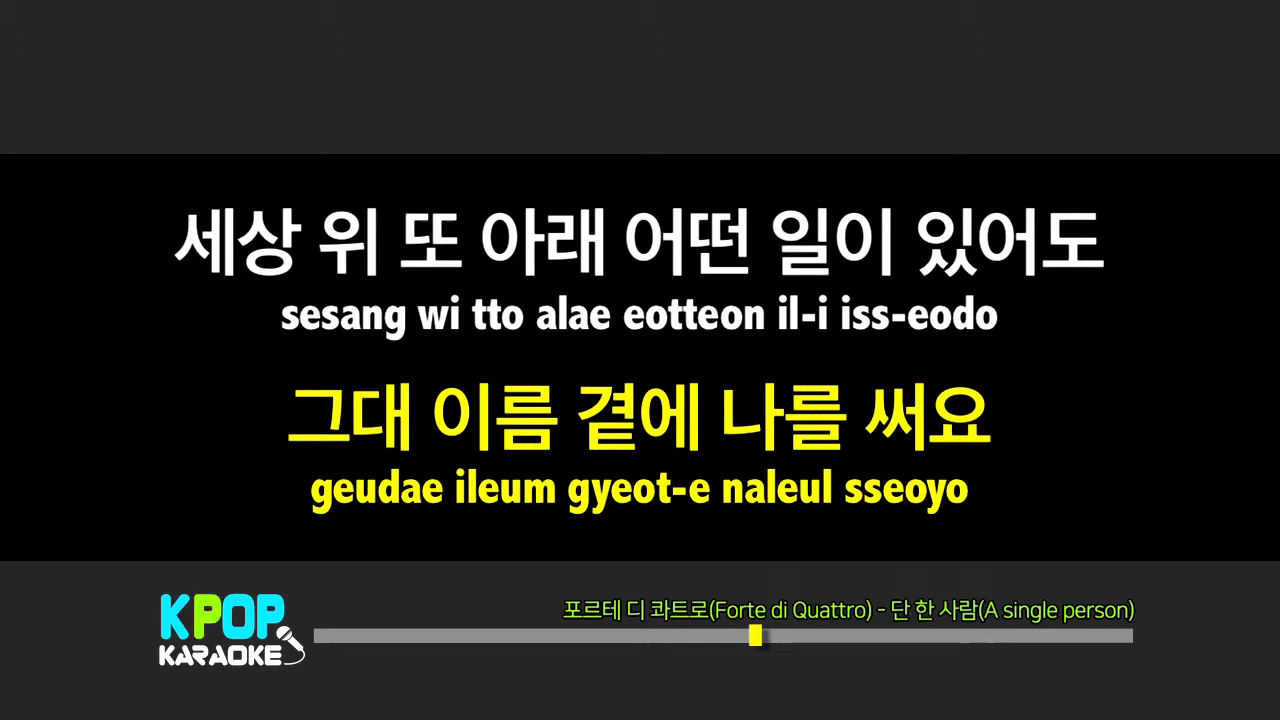 세상 위 또 아래 어떤 일이 있어도
sesang wi tto alae eotteon il-i iss-eodo
그대 이름 곁에 나를 써요
geudae ileum gyeot-e naleul sseoyo
포르테 디 콰트로(Forte di Quattro) - 단 한 사람(A single person)
KPOP
KARAOKE